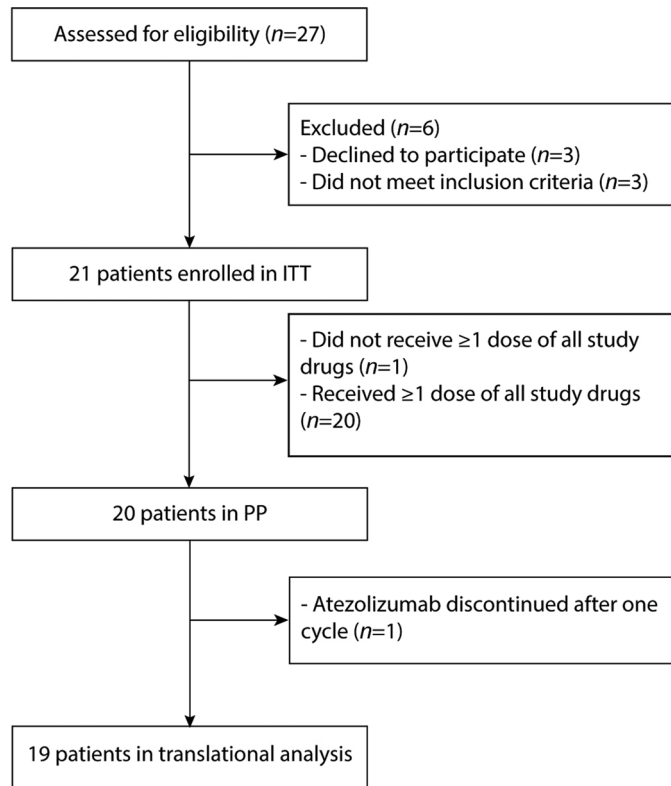 Assessed for eligibility (n=27)
Excluded (n=6)
- Declined to participate (n=3)
- Did not meet inclusion criteria (n=3)
21 patients enrolled in ITT
- Did not receive ≥1 dose of all study
drugs (n=1)
- Received ≥1 dose of all study drugs
(n=20)
20 patients in PP
- Atezolizumab discontinued after one
cycle (n=1)
19 patients in translational analysis